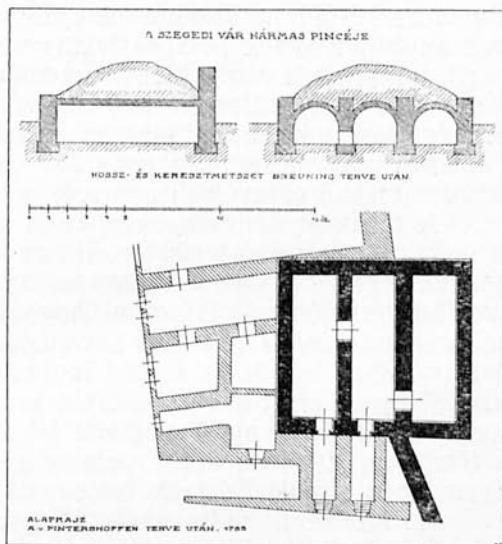 A SZEGEDI VÁR HÁRMAS PINCÉJE
HOSSZ- ÉS KERESZTMETSZET BREUNING TERVE UTÁN.
ALAPRAJZ
A v PINTERSHOFFEN TERVE UTÁN. 1785